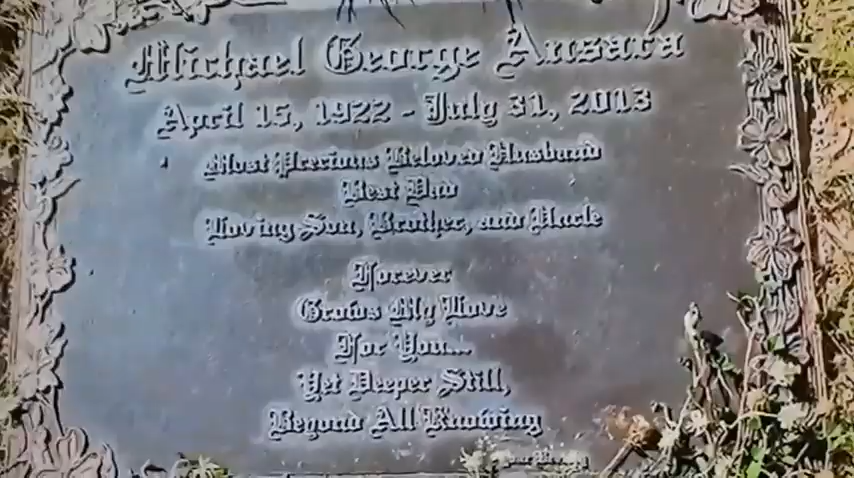 Michael George Ansara
April 15, 1922 - July 31, 2013
Most Precious Beloved Husband
Best Dad
Loving Son, Brother, and Uncle
Forever
Grows My Love
For You...
Yet Deeper Still,
Beyond All Knowing